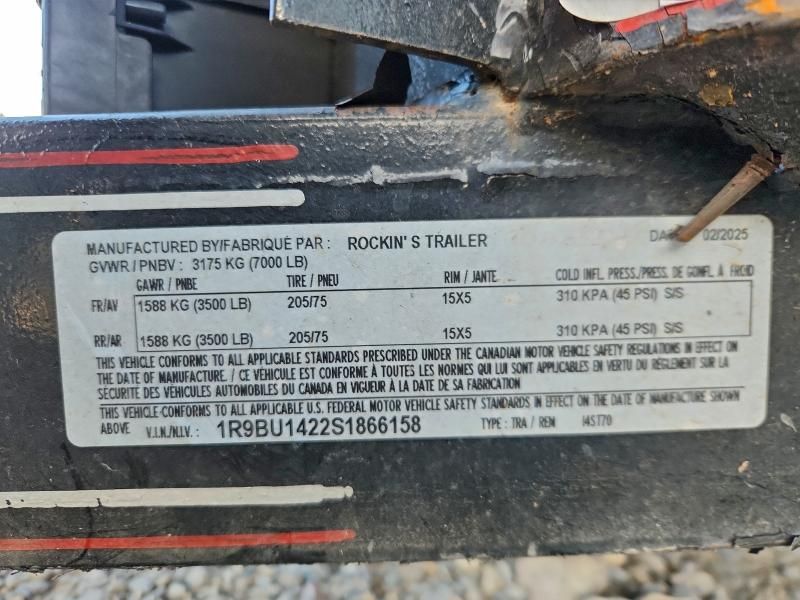 MANUFACTURED BY/FABRIQUÉ PAR : ROCKIN' S TRAILER 02/2025
GVWR / PNBV : 3175 KG (7000 LB)
GAWR / PNBE TIRE / PNEU RIM / JANTE COLD INFL. PRESS./PRESS. DE GONFL. À FROID
FR/AV 1588 KG (3500 LB) 205/75 15X5 310 KPA (45 PSI) S/S
RR/AR 1588 KG (3500 LB) 205/75 15X5 310 KPA (45 PSI) S/S
THIS VEHICLE CONFORMS TO ALL APPLICABLE STANDARDS PRESCRIBED UNDER THE CANADIAN MOTOR VEHICLE SAFETY REGULATIONS IN EFFECT ON
THE DATE OF MANUFACTURE. / CE VÉHICULE EST CONFORME À TOUTES LES NORMES QUI LUI SONT APPLICABLES EN VERTU DU RÈGLEMENT SUR LA
SÉCURITÉ DES VÉHICULES AUTOMOBILES DU CANADA EN VIGUEUR À LA DATE DE SA FABRICATION
THIS VEHICLE CONFORMS TO ALL APPLICABLE U.S. FEDERAL MOTOR VEHICLE SAFETY STANDARDS IN EFFECT ON THE DATE OF MANUFACTURE SHOWN
ABOVE V.I.N./N.I.V. : 1R9BU1422S1866158 TYPE : TRA / REM 14ST70